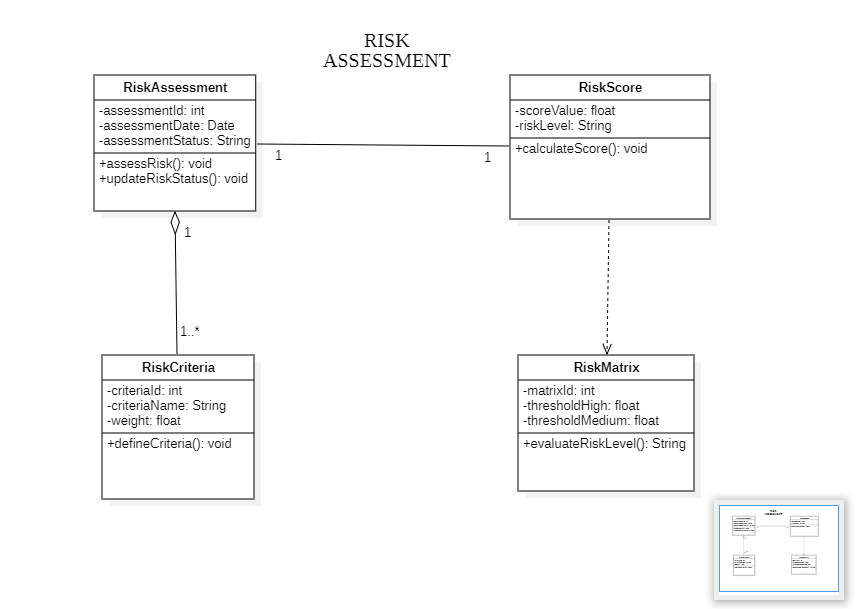 RISK
ASSESSMENT
RiskAssessment
-assessmentId: int
-assessmentDate: Date
-assessmentStatus: String
+assessRisk(): void
+updateRiskStatus(): void
RiskScore
-scoreValue: float
-riskLevel: String
+calculateScore(): void
1
1
1
1..*
RiskCriteria
-criteriaId: int
-criteriaName: String
-weight: float
+defineCriteria(): void
RiskMatrix
-matrixId: int
-thresholdHigh: float
-thresholdMedium: float
+evaluateRiskLevel(): String